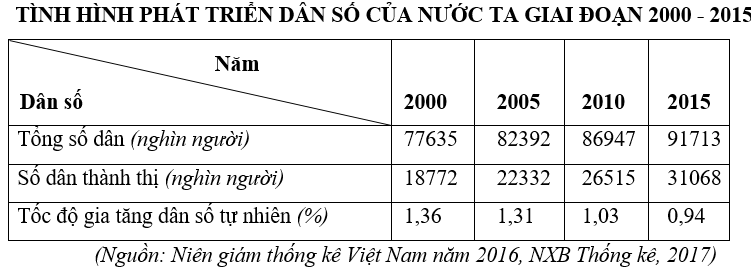 TÌNH HÌNH PHÁT TRIỂN DÂN SỐ CỦA NƯỚC TA GIAI ĐOẠN 2000 - 2015
Năm
Dân số 2000 2005 2010 2015
Tổng số dân (nghìn người) 77635 82392 86947 91713
Số dân thành thị (nghìn người) 18772 22332 26515 31068
Tốc độ gia tăng dân số tự nhiên (%) 1,36 1,31 1,03 0,94
(Nguồn: Niên giám thống kê Việt Nam năm 2016, NXB Thống kê, 2017)